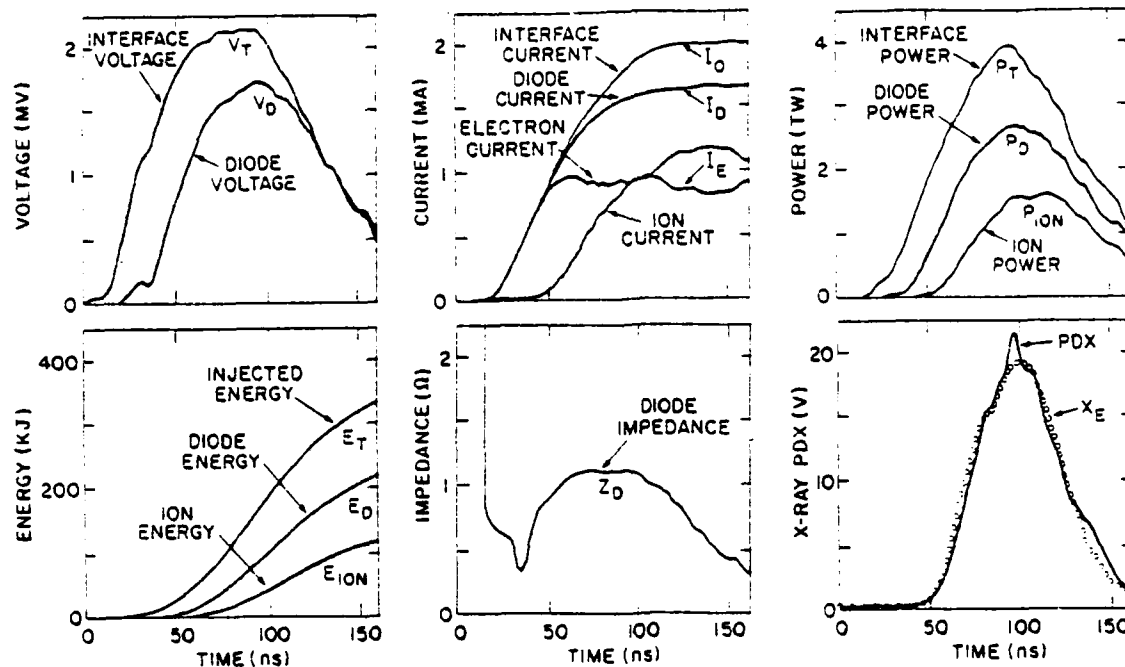 VOLTAGE (MV)
2
1
0
INTERFACE
VOLTAGE
V_T
V_D
DIODE
VOLTAGE
CURRENT (MA)
2
1
0
INTERFACE
CURRENT
I_O
DIODE
CURRENT
I_D
ELECTRON
CURRENT
I_E
ION
CURRENT
POWER (TW)
4
2
0
INTERFACE
POWER
P_T
DIODE
POWER
P_D
P_ION
ION
POWER
ENERGY (KJ)
400
200
0
INJECTED
ENERGY
E_T
DIODE
ENERGY
E_D
ION
ENERGY
E_ION
0 50 100 150
TIME (ns)
IMPEDANCE (Ω)
2
1
0
DIODE
IMPEDANCE
Z_D
0 50 100 150
TIME (ns)
X-RAY PDX (V)
20
10
0
PDX
X_E
0 50 100 150
TIME (ns)